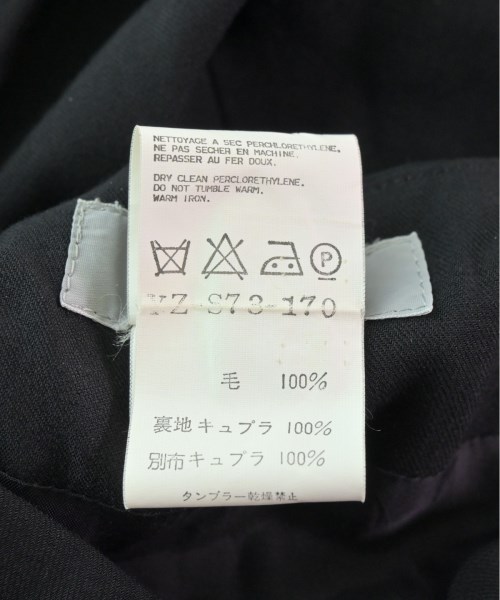 NETTOYAGE A SEC PERCHLORETHYLENE.
NE PAS SECHER EN MACHINE.
REPASSER AU FER DOUX.
DRY CLEAN PERCLORETHYLENE.
DO NOT TUMBLE WARM.
WARM IRON.
P
YZ-S73-170
毛 100%
裏地キュプラ 100%
別布キュプラ 100%
タンブラー乾燥禁止